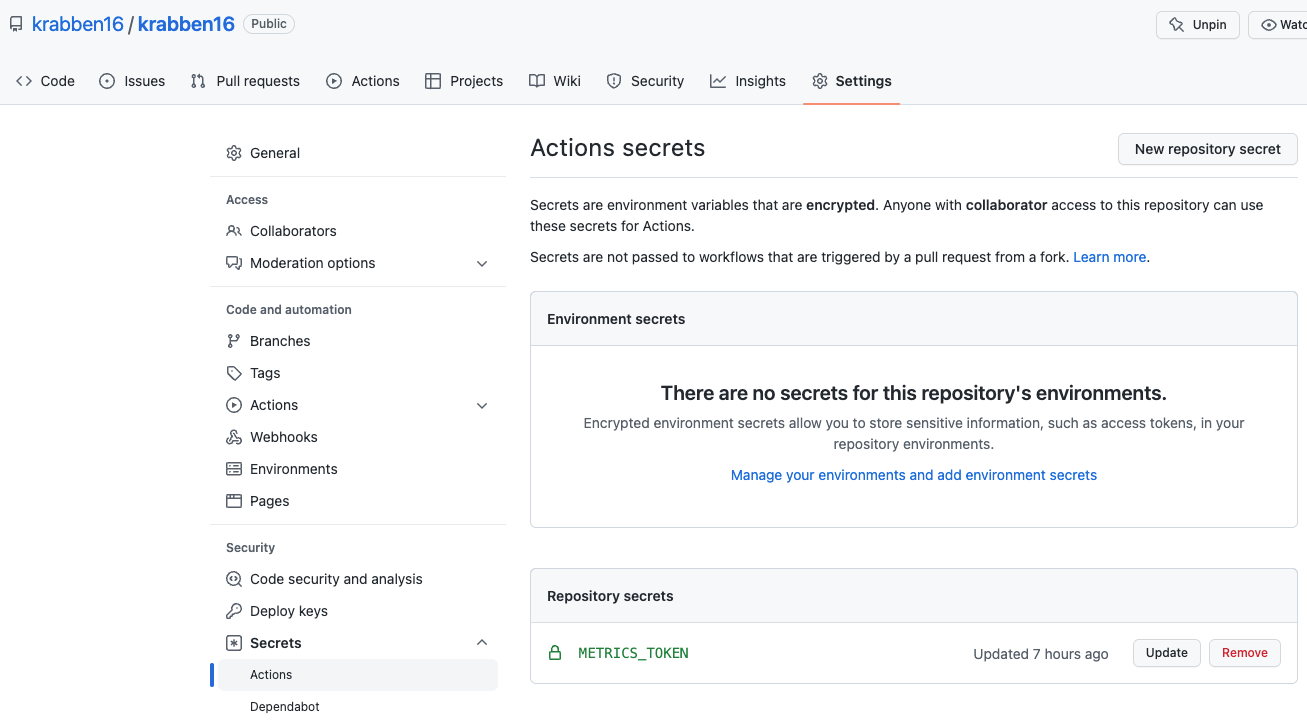 krabben16 / krabben16 Public
Unpin
Watc
Code
Issues
Pull requests
Actions
Projects
Wiki
Security
Insights
Settings
General
Access
Collaborators
Moderation options
Code and automation
Branches
Tags
Actions
Webhooks
Environments
Pages
Security
Code security and analysis
Deploy keys
Secrets
Actions
Dependabot
Actions secrets
New repository secret
Secrets are environment variables that are encrypted. Anyone with collaborator access to this repository can use
these secrets for Actions.
Secrets are not passed to workflows that are triggered by a pull request from a fork. Learn more.
Environment secrets
There are no secrets for this repository's environments.
Encrypted environment secrets allow you to store sensitive information, such as access tokens, in your
repository environments.
Manage your environments and add environment secrets
Repository secrets
METRICS_TOKEN
Updated 7 hours ago
Update
Remove